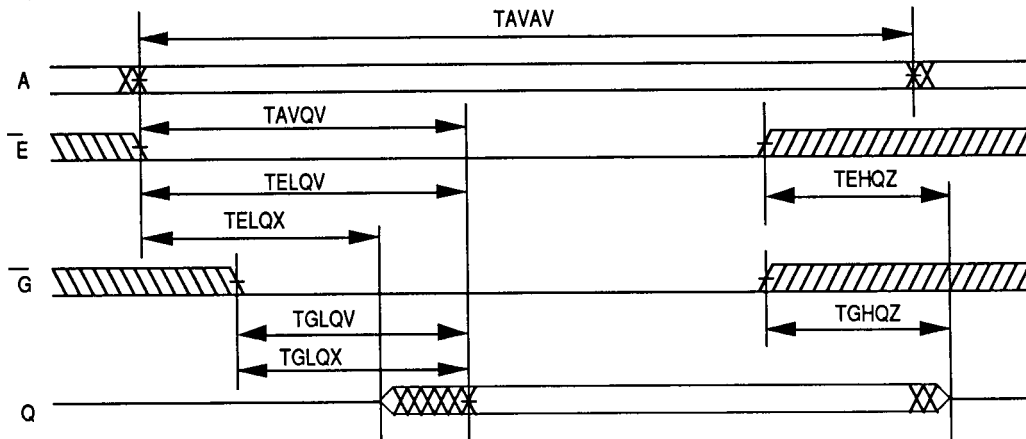 TAVAV
A
TAVQV
E
TELQV
TEHQZ
TELQX
G
TGLQV
TGHQZ
TGLQX
Q